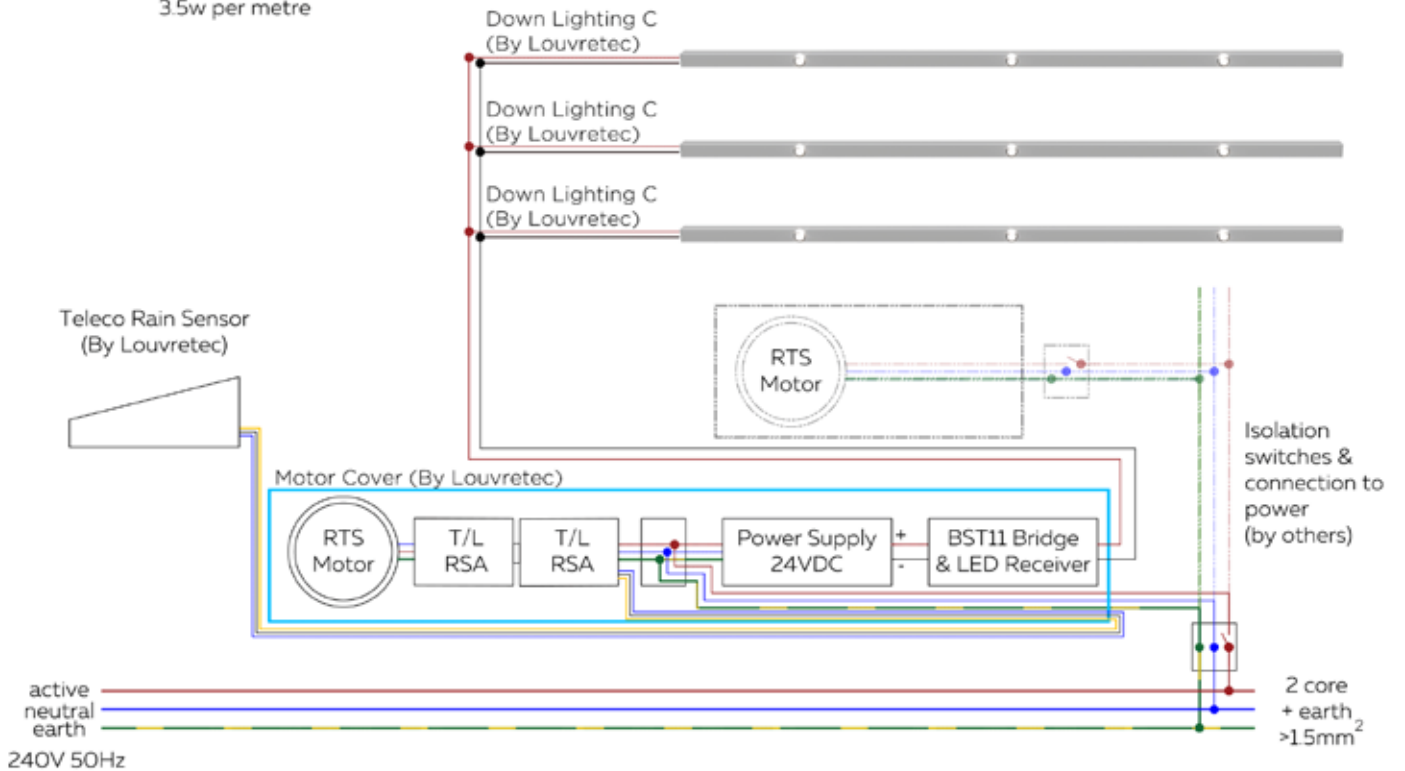 3.5w per metre
Down Lighting C
(By Louvretec)
Down Lighting C
(By Louvretec)
Down Lighting C
(By Louvretec)
Teleco Rain Sensor
(By Louvretec)
RTS
Motor
Isolation
switches &
connection to
power
(by others)
Motor Cover (By Louvretec)
RTS
Motor
T/L
RSA
T/L
RSA
Power Supply
24VDC
+
-
BST11 Bridge
& LED Receiver
active
neutral
earth
240V 50Hz
2 core
+ earth
>1.5mm²